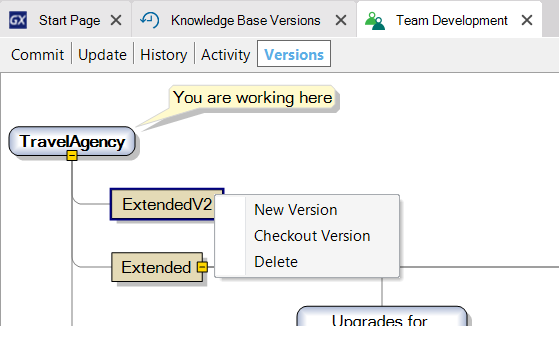 GX Start Page Knowledge Base Versions Team Development
Commit Update History Activity Versions
You are working here
TravelAgency
ExtendedV2
New Version
Checkout Version
Delete
Extended
Upgrades for